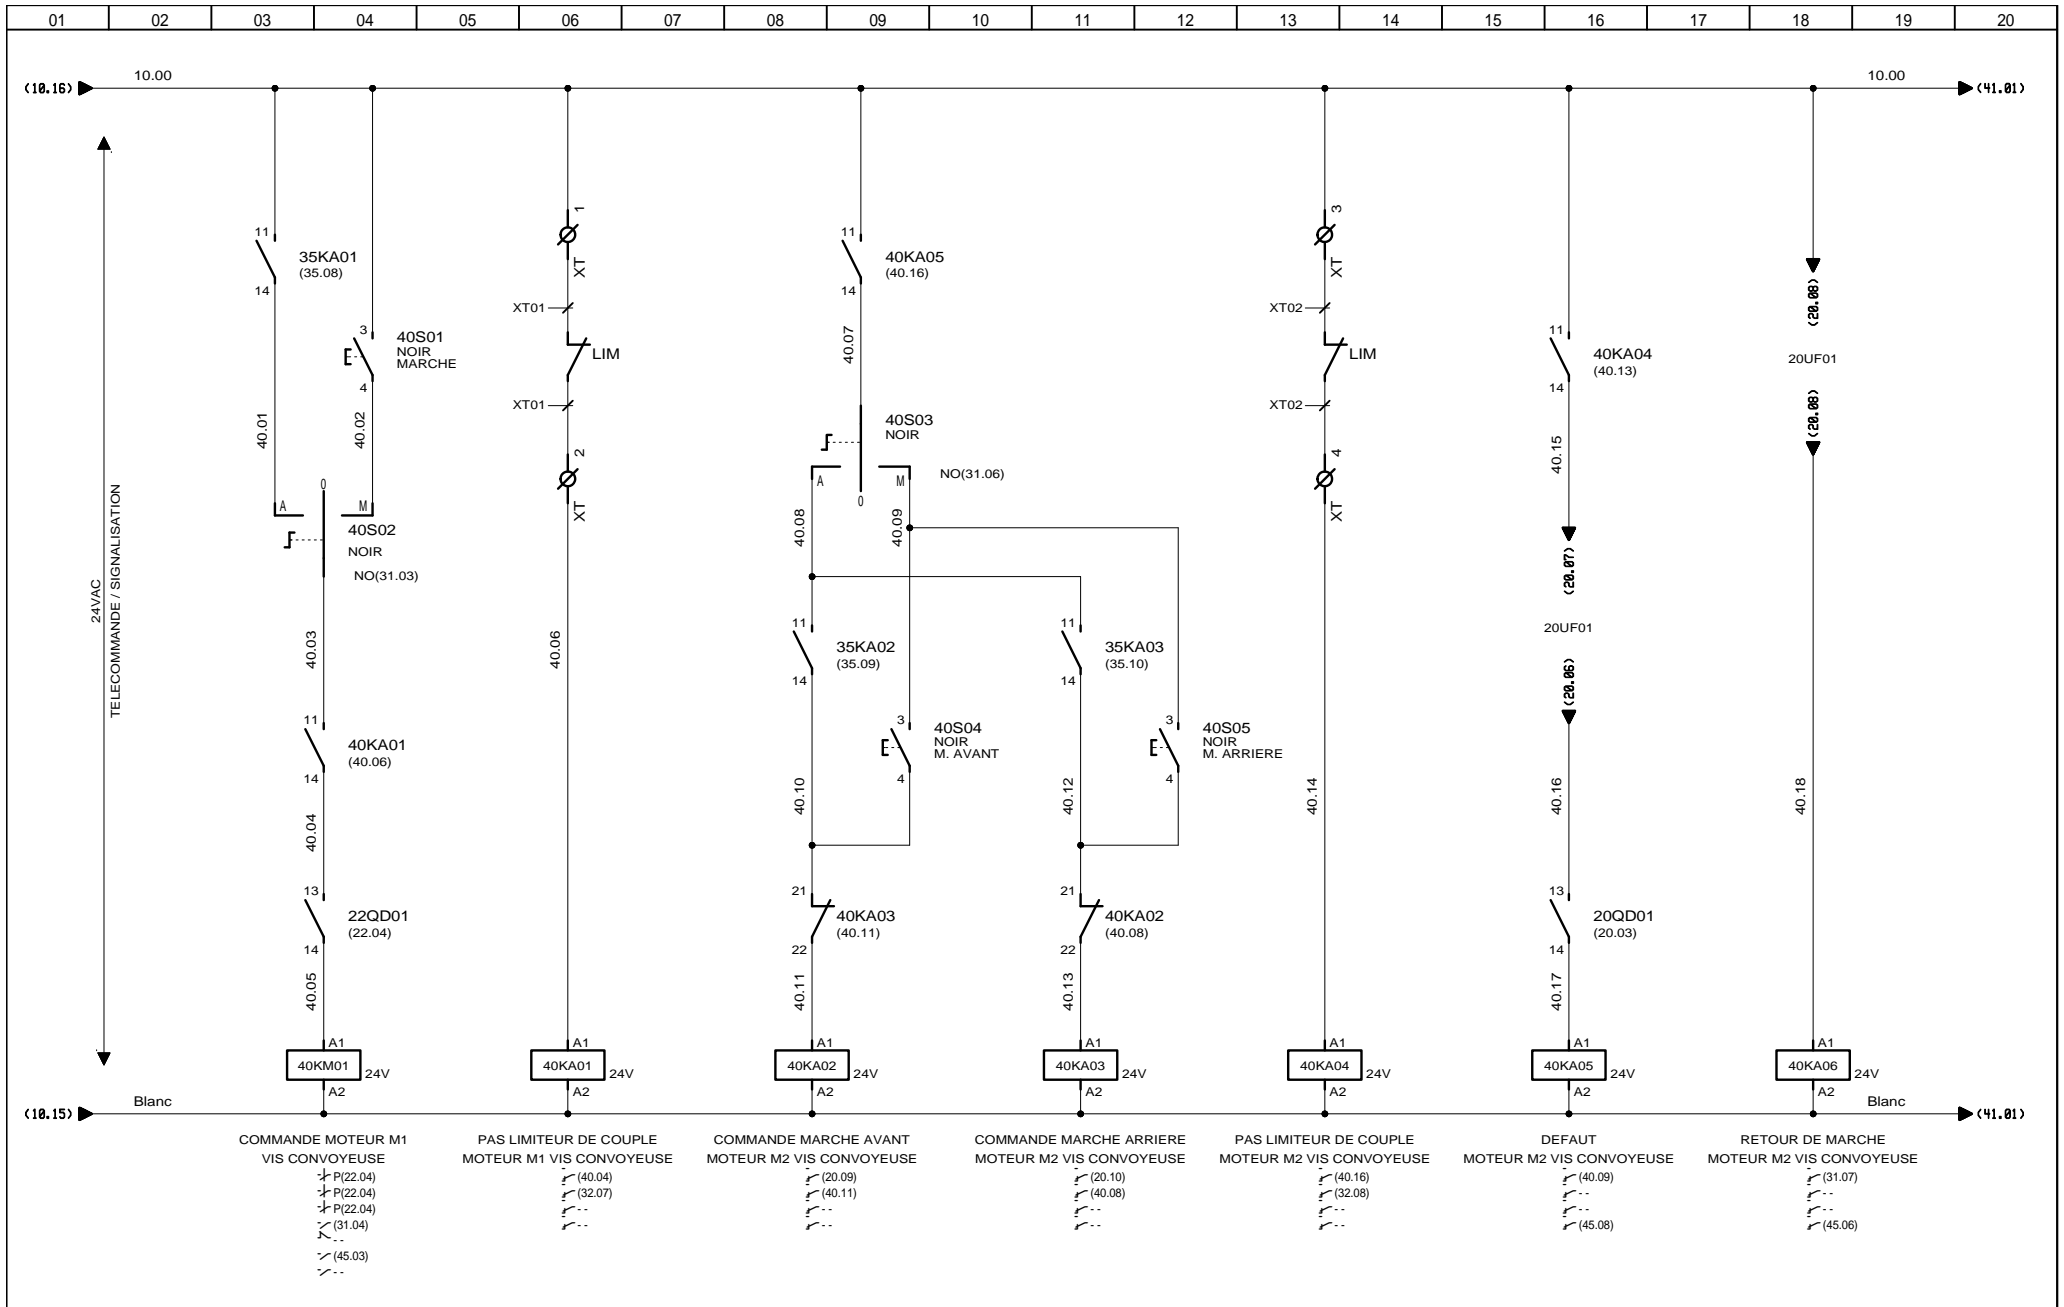 01 02 03 04 05 06 07 08 09 10 11 12 13 14 15 16 17 18 19 20
10.00 10.00
(10.16) (41.01)
24VAC
TELECOMMANDE / SIGNALISATION
11
35KA01
(35.08)
14
3
40S01
NOIR
MARCHE
4
40.01
40.02
0
A M
40S02
NOIR
NO(31.03)
40.03
11
40KA01
(40.06)
14
40.04
13
22QD01
(22.04)
14
40.05
A1
40KM01 24V
A2
1
XT
XT01
LIM
XT01
2
XT
40.06
A1
40KA01 24V
A2
11
40KA05
(40.16)
14
40.07
40S03
NOIR
NO(31.06)
A M
0
40.08
40.09
11
35KA02
(35.09)
14
3
40S04
NOIR
M. AVANT
4
40.10
21
40KA03
(40.11)
22
40.11
A1
40KA02 24V
A2
11
35KA03
(35.10)
14
3
40S05
NOIR
M. ARRIERE
4
40.12
21
40KA02
(40.08)
22
40.13
A1
40KA03 24V
A2
3
XT
XT02
LIM
XT02
4
XT
40.14
A1
40KA04 24V
A2
11
40KA04
(40.13)
14
40.15
(20.07)
20UF01
(20.06)
40.16
13
20QD01
(20.03)
14
40.17
A1
40KA05 24V
A2
(20.08)
20UF01
(20.08)
40.18
A1
40KA06 24V
A2
Blanc Blanc
(10.15) (41.01)
COMMANDE MOTEUR M1
VIS CONVOYEUSE
P(22.04)
P(22.04)
P(22.04)
(31.04)
--
(45.03)
--
PAS LIMITEUR DE COUPLE
MOTEUR M1 VIS CONVOYEUSE
(40.04)
(32.07)
--
--
COMMANDE MARCHE AVANT
MOTEUR M2 VIS CONVOYEUSE
(20.09)
(40.11)
--
--
COMMANDE MARCHE ARRIERE
MOTEUR M2 VIS CONVOYEUSE
(20.10)
(40.08)
--
--
PAS LIMITEUR DE COUPLE
MOTEUR M2 VIS CONVOYEUSE
(40.16)
(32.08)
--
--
DEFAUT
MOTEUR M2 VIS CONVOYEUSE
(40.09)
--
--
(45.08)
RETOUR DE MARCHE
MOTEUR M2 VIS CONVOYEUSE
(31.07)
--
--
(45.06)